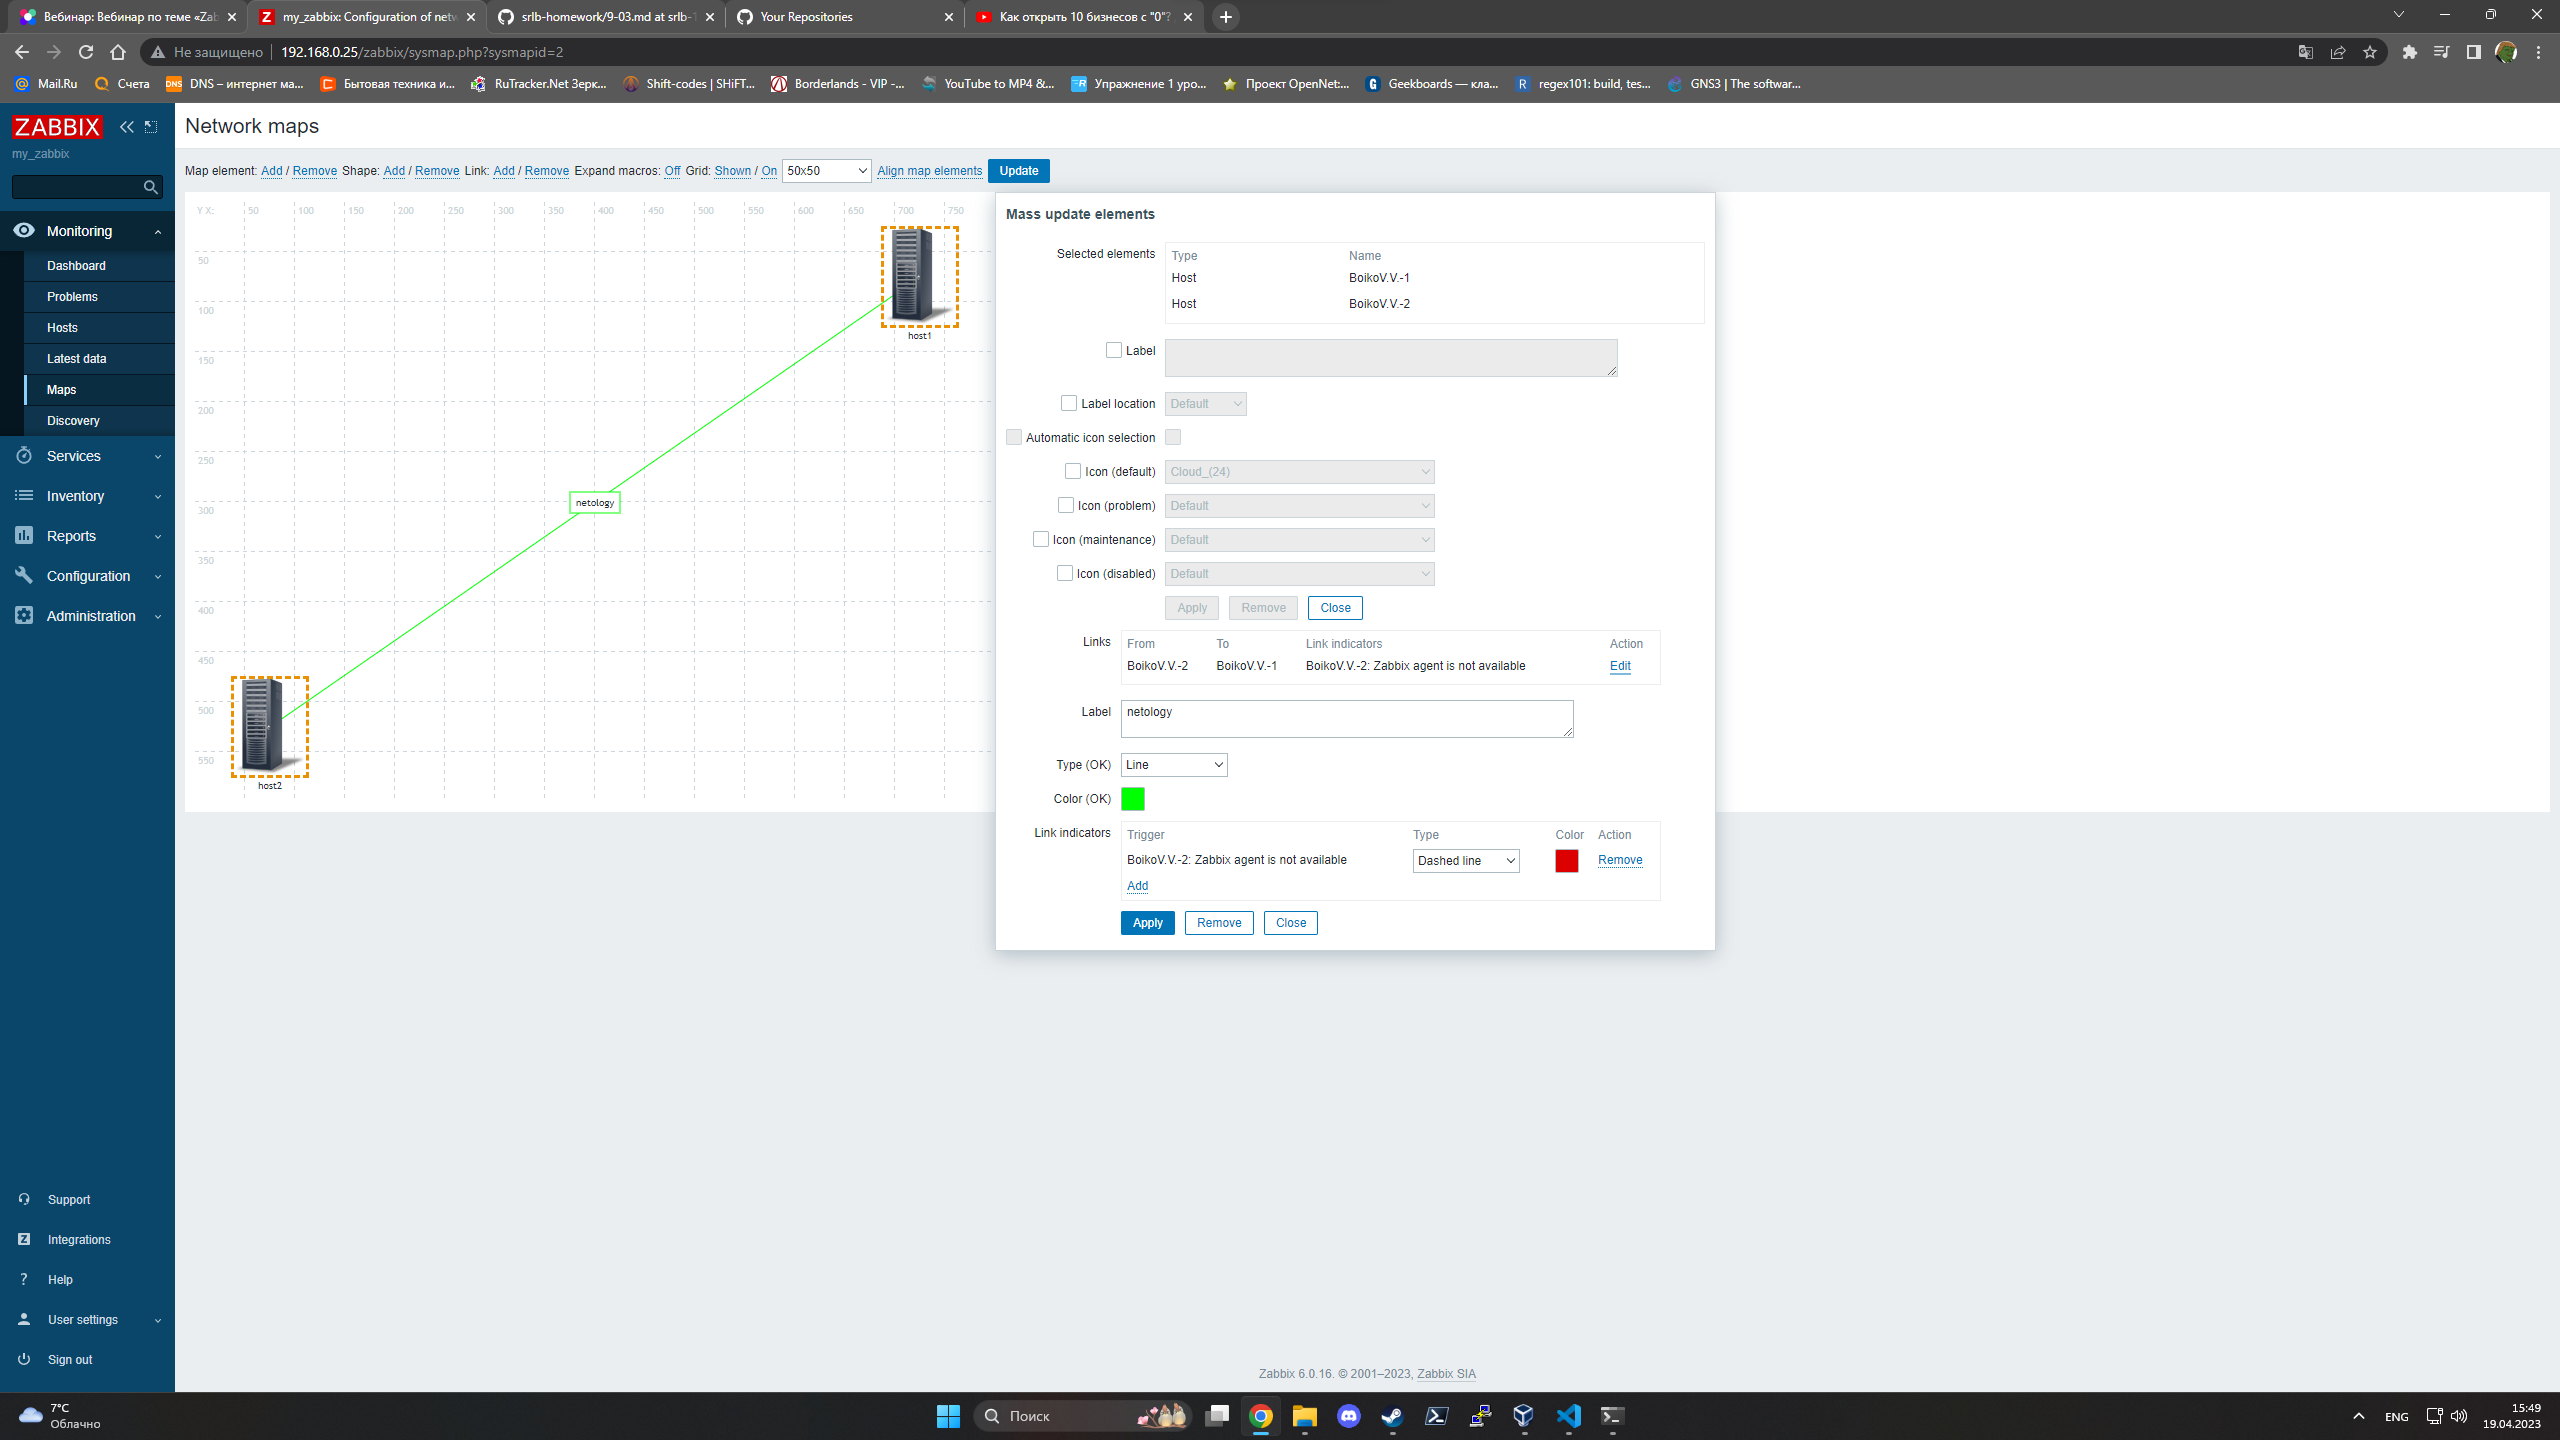 Вебинар: Вебинар по теме «Zab
my_zabbix: Configuration of netw
srlb-homework/9-03.md at srlb-1
Your Repositories
Как открыть 10 бизнесов с "0"?
Не защищено
192.168.0.25/zabbix/sysmap.php?sysmapid=2
Mail.Ru
Счета
DNS – интернет ма...
Бытовая техника и...
RuTracker.Net Зерк...
Shift-codes | SHiFT...
Borderlands - VIP -...
YouTube to MP4 &...
Упражнение 1 уро...
Проект OpenNet:...
Geekboards — кла...
regex101: build, tes...
GNS3 | The softwar...
ZABBIX
my_zabbix
Monitoring
Dashboard
Problems
Hosts
Latest data
Maps
Discovery
Services
Inventory
Reports
Configuration
Administration
Support
Integrations
Help
User settings
Sign out
Network maps
Map element: Add / Remove Shape: Add / Remove Link: Add / Remove Expand macros: Off Grid: Shown / On 50x50 Align map elements Update
Y X: 50 100 150 200 250 300 350 400 450 500 550 600 650 700 750
50
100
150
200
250
300
350
400
450
500
550
host1
netology
host2
Mass update elements
Selected elements
Type Name
Host BoikoV.V.-1
Host BoikoV.V.-2
Label
Label location Default
Automatic icon selection
Icon (default) Cloud_(24)
Icon (problem) Default
Icon (maintenance) Default
Icon (disabled) Default
Apply Remove Close
Links From To Link indicators Action
BoikoV.V.-2 BoikoV.V.-1 BoikoV.V.-2: Zabbix agent is not available Edit
Label netology
Type (OK) Line
Color (OK)
Link indicators Trigger Type Color Action
BoikoV.V.-2: Zabbix agent is not available Dashed line Remove
Add
Apply Remove Close
Zabbix 6.0.16. © 2001–2023, Zabbix SIA
7°C
Облачно
Поиск
ENG
15:49
19.04.2023